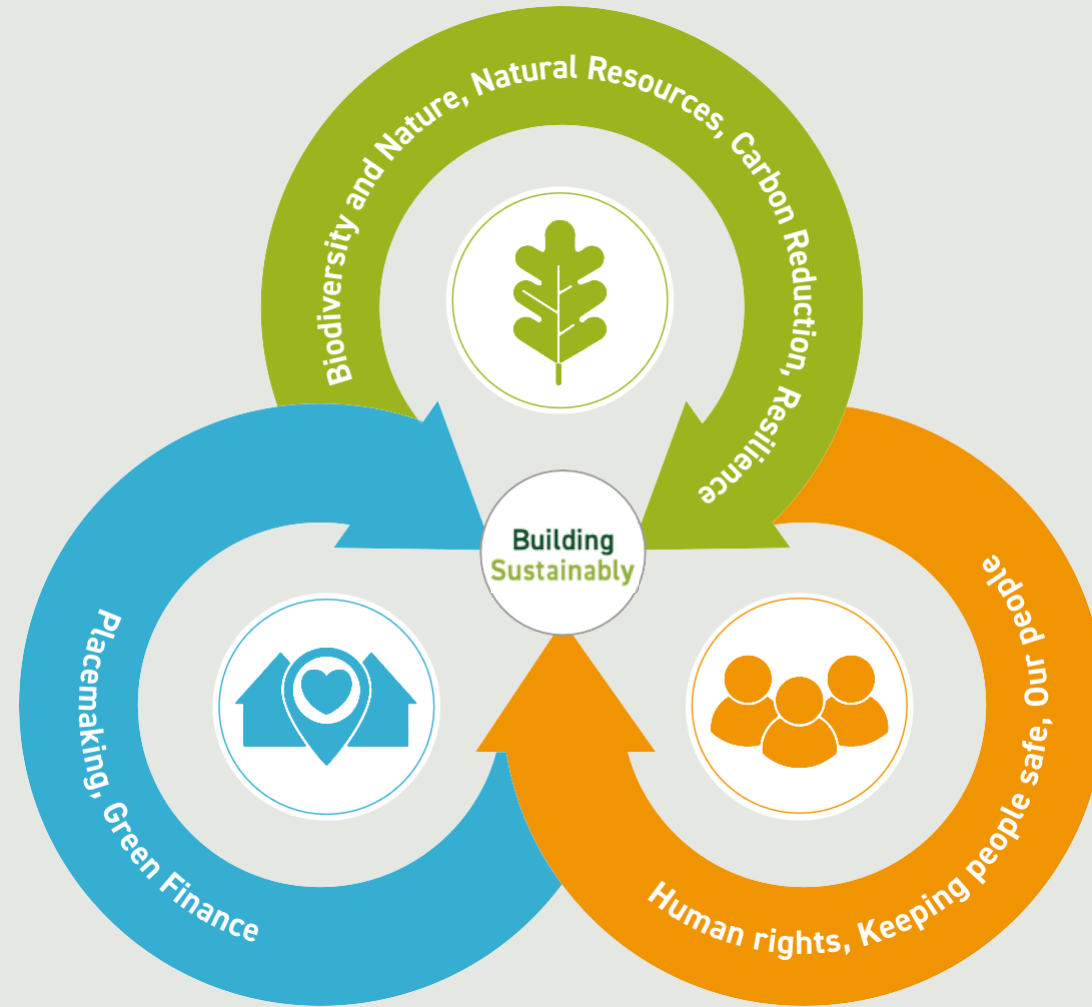 Biodiversity and Nature, Natural Resources, Carbon Reduction, Resilience
Building
Sustainably
Placemaking, Green Finance
Human rights, Keeping people safe, Our people